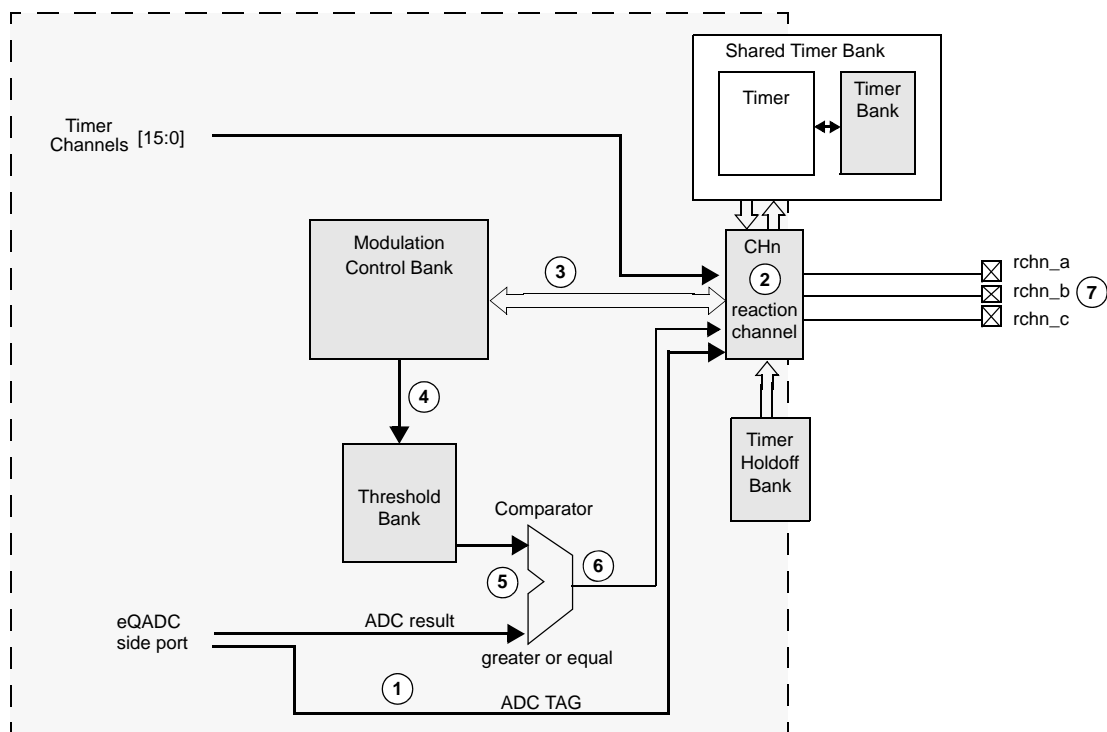 Shared Timer Bank
Timer
Timer
Bank
Timer
Channels [15:0]
Modulation
Control Bank
3
CHn
2
reaction
channel
rchn_a
rchn_b
rchn_c
7
4
Timer
Holdoff
Bank
Threshold
Bank
Comparator
5
6
eQADC
side port
ADC result
greater or equal
1
ADC TAG